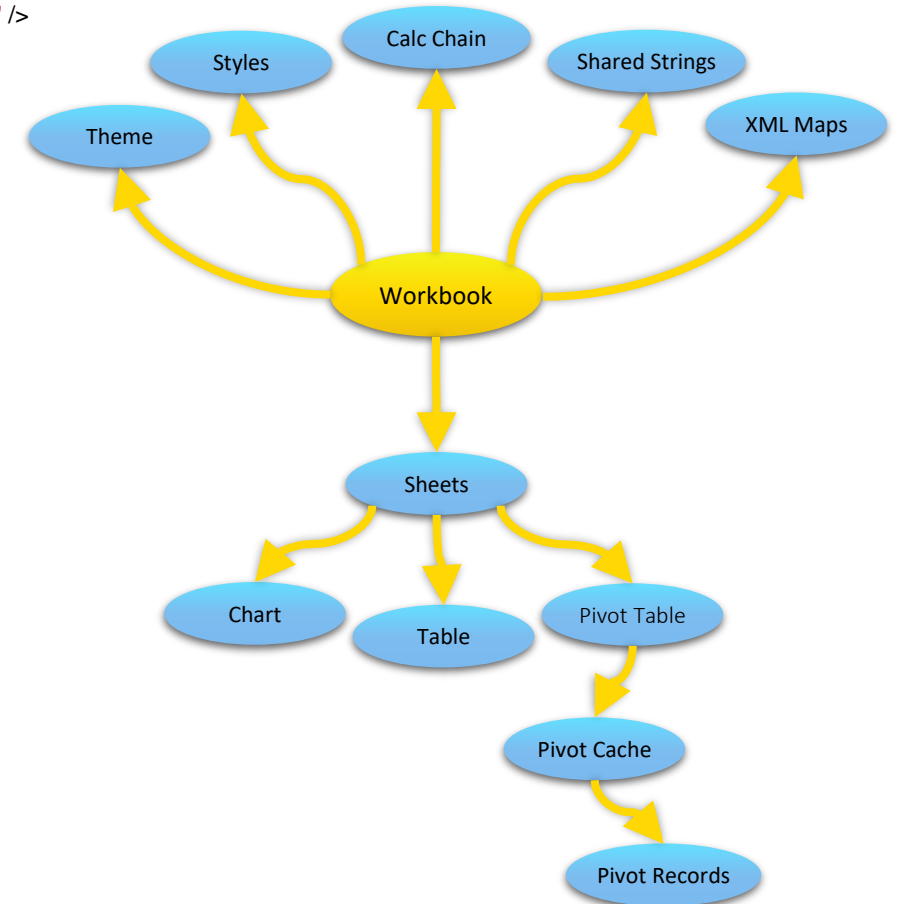 />
Calc Chain
Styles
Shared Strings
XML Maps
Theme
Workbook
Sheets
Chart
Table
Pivot Table
Pivot Cache
Pivot Records